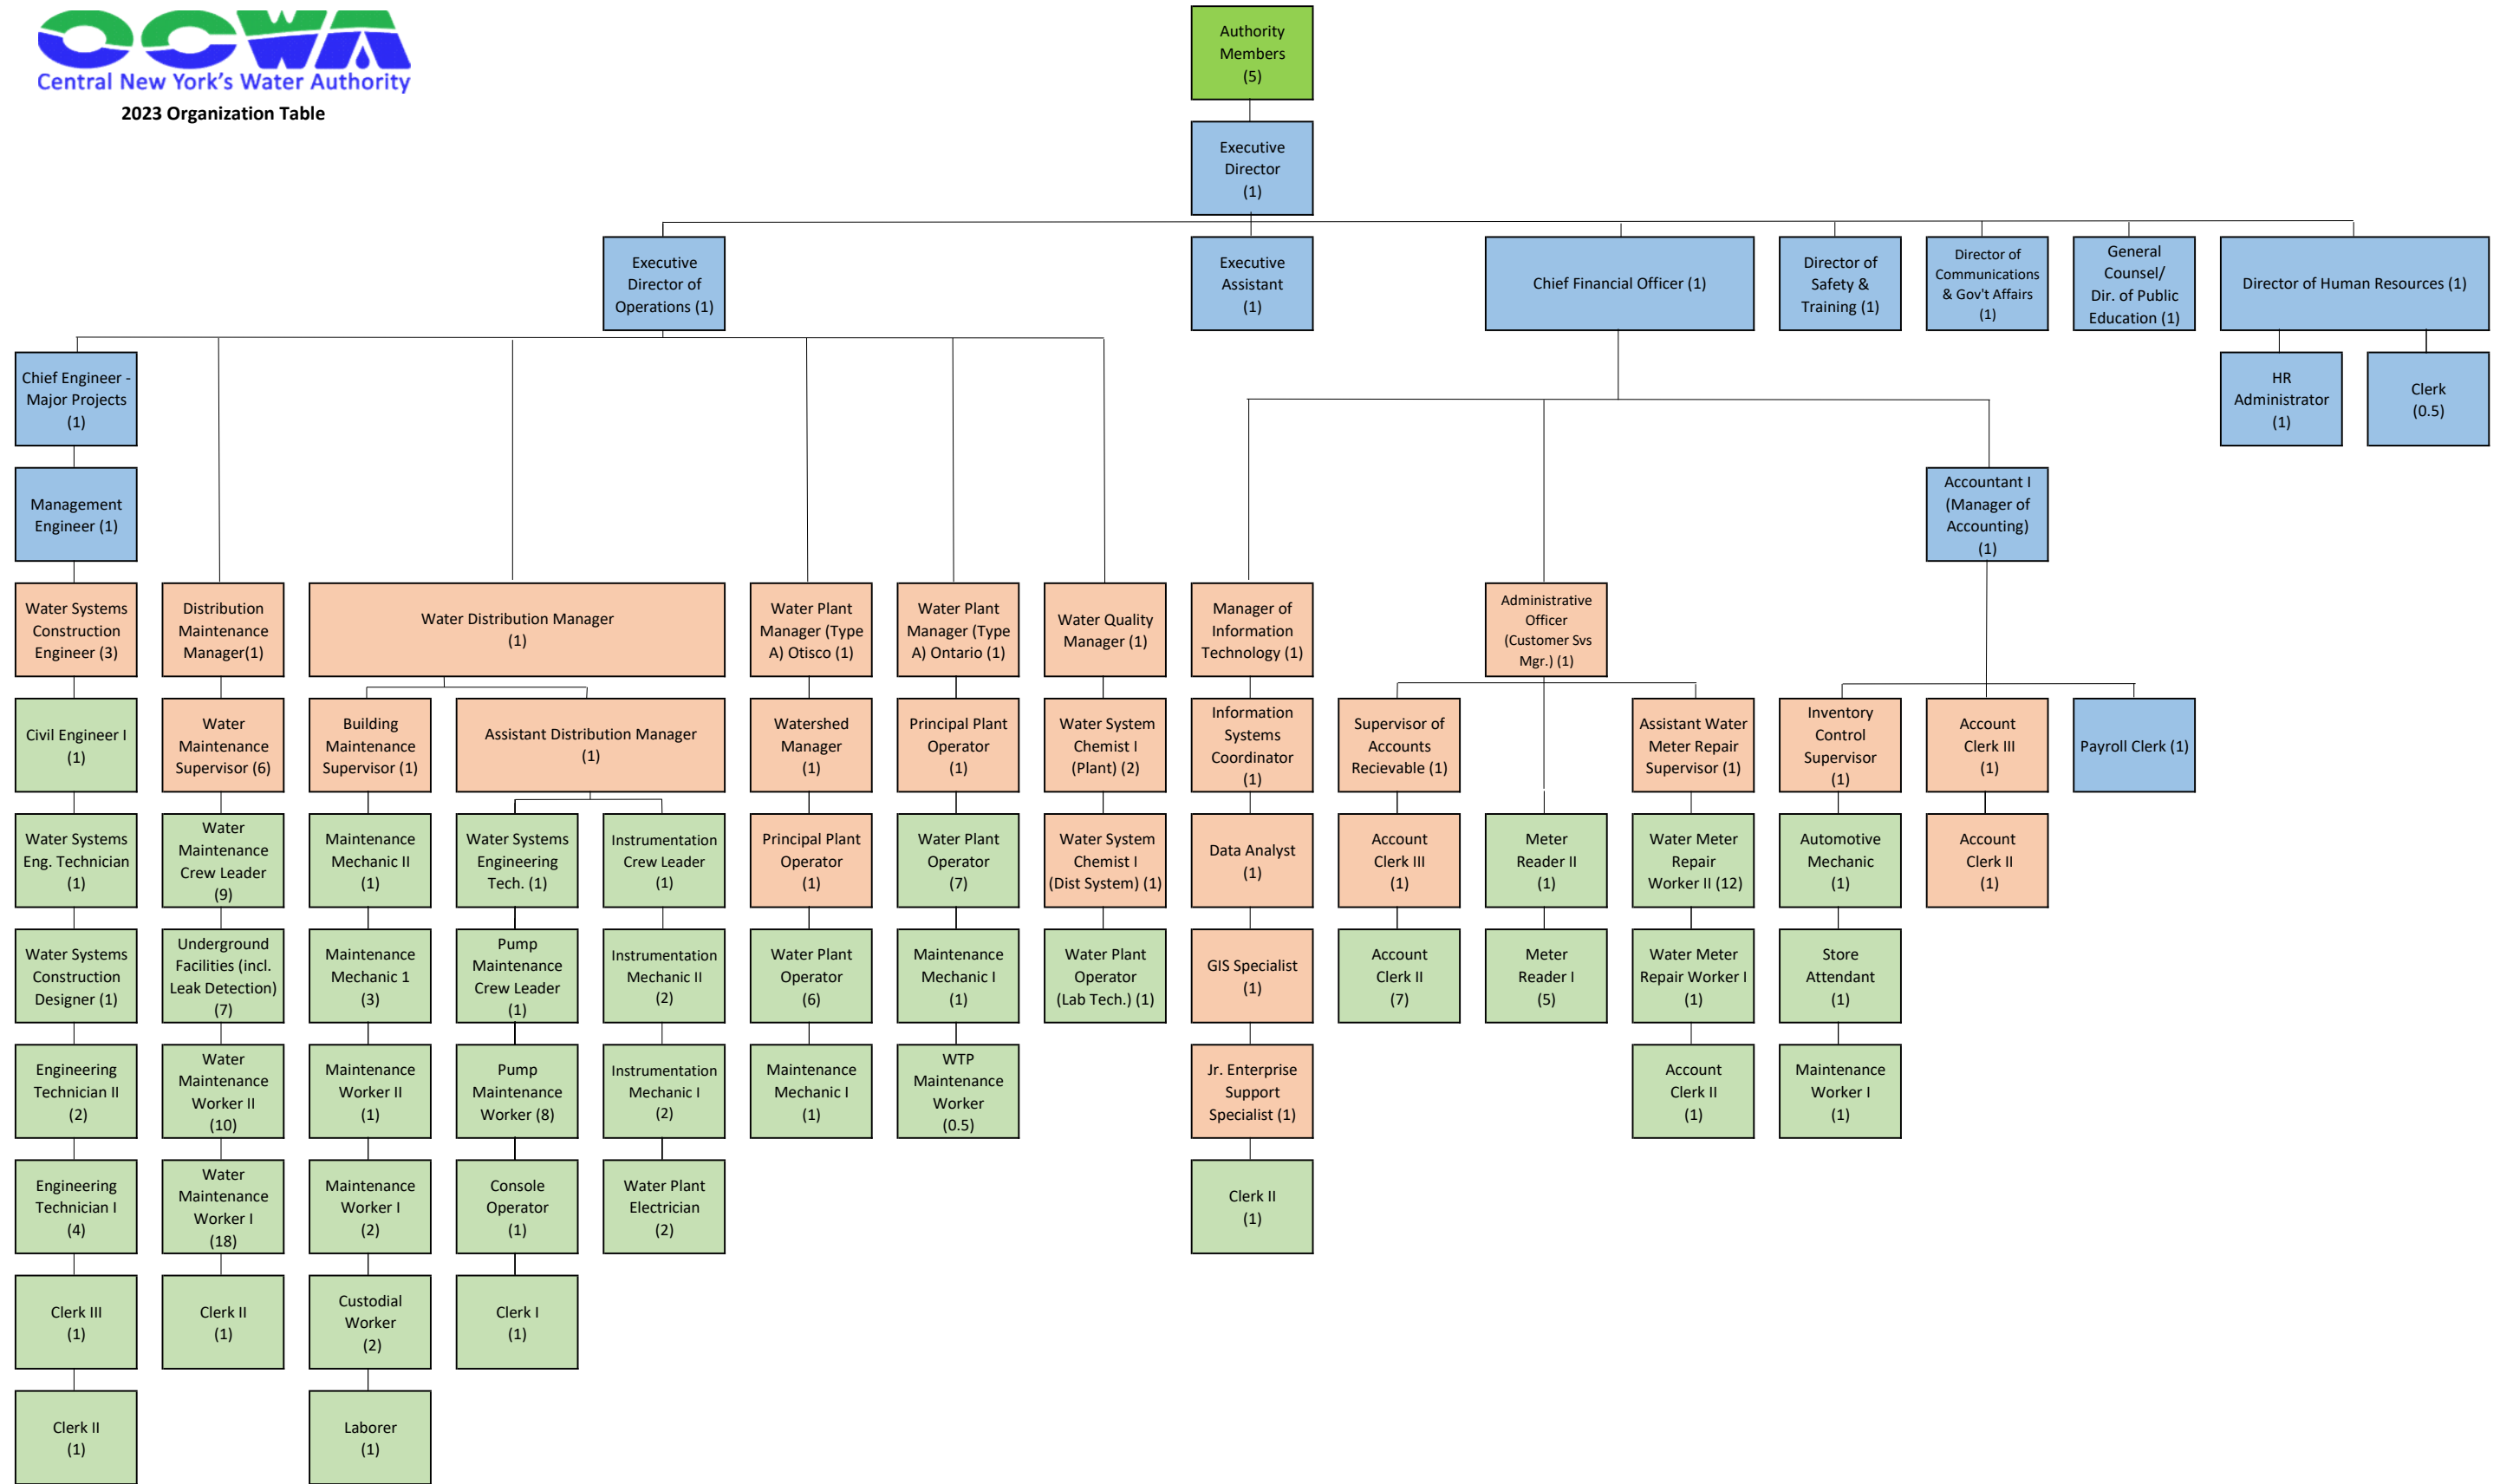 OCWA
Central New York's Water Authority
2023 Organization Table
Authority
Members
(5)
Executive
Director
(1)
Executive
Director of
Operations (1)
Executive
Assistant
(1)
Chief Financial Officer (1)
Director of
Safety &
Training (1)
Director of
Communications
& Gov't Affairs
(1)
General
Counsel/
Dir. of Public
Education (1)
Director of Human Resources (1)
Chief Engineer -
Major Projects
(1)
HR
Administrator
(1)
Clerk
(0.5)
Management
Engineer (1)
Accountant I
(Manager of
Accounting)
(1)
Water Systems
Construction
Engineer (3)
Distribution
Maintenance
Manager(1)
Water Distribution Manager
(1)
Water Plant
Manager (Type
A) Otisco (1)
Water Plant
Manager (Type
A) Ontario (1)
Water Quality
Manager (1)
Manager of
Information
Technology (1)
Administrative
Officer
(Customer Svs
Mgr.) (1)
Civil Engineer I
(1)
Water
Maintenance
Supervisor (6)
Building
Maintenance
Supervisor (1)
Assistant Distribution Manager
(1)
Watershed
Manager
(1)
Principal Plant
Operator
(1)
Water System
Chemist I
(Plant) (2)
Information
Systems
Coordinator
(1)
Supervisor of
Accounts
Recievable (1)
Assistant Water
Meter Repair
Supervisor (1)
Inventory
Control
Supervisor
(1)
Account
Clerk III
(1)
Payroll Clerk (1)
Water Systems
Eng. Technician
(1)
Water
Maintenance
Crew Leader
(9)
Maintenance
Mechanic II
(1)
Water Systems
Engineering
Tech. (1)
Instrumentation
Crew Leader
(1)
Principal Plant
Operator
(1)
Water Plant
Operator
(7)
Water System
Chemist I
(Dist System) (1)
Data Analyst
(1)
Account
Clerk III
(1)
Meter
Reader II
(1)
Water Meter
Repair
Worker II (12)
Automotive
Mechanic
(1)
Account
Clerk II
(1)
Water Systems
Construction
Designer (1)
Underground
Facilities (incl.
Leak Detection)
(7)
Maintenance
Mechanic 1
(3)
Pump
Maintenance
Crew Leader
(1)
Instrumentation
Mechanic II
(2)
Water Plant
Operator
(6)
Maintenance
Mechanic I
(1)
Water Plant
Operator
(Lab Tech.) (1)
GIS Specialist
(1)
Account
Clerk II
(7)
Meter
Reader I
(5)
Water Meter
Repair Worker I
(1)
Store
Attendant
(1)
Engineering
Technician II
(2)
Water
Maintenance
Worker II
(10)
Maintenance
Worker II
(1)
Pump
Maintenance
Worker (8)
Instrumentation
Mechanic I
(2)
Maintenance
Mechanic I
(1)
WTP
Maintenance
Worker
(0.5)
Jr. Enterprise
Support
Specialist (1)
Account
Clerk II
(1)
Maintenance
Worker I
(1)
Engineering
Technician I
(4)
Water
Maintenance
Worker I
(18)
Maintenance
Worker I
(2)
Console
Operator
(1)
Water Plant
Electrician
(2)
Clerk II
(1)
Clerk III
(1)
Clerk II
(1)
Custodial
Worker
(2)
Clerk I
(1)
Clerk II
(1)
Laborer
(1)